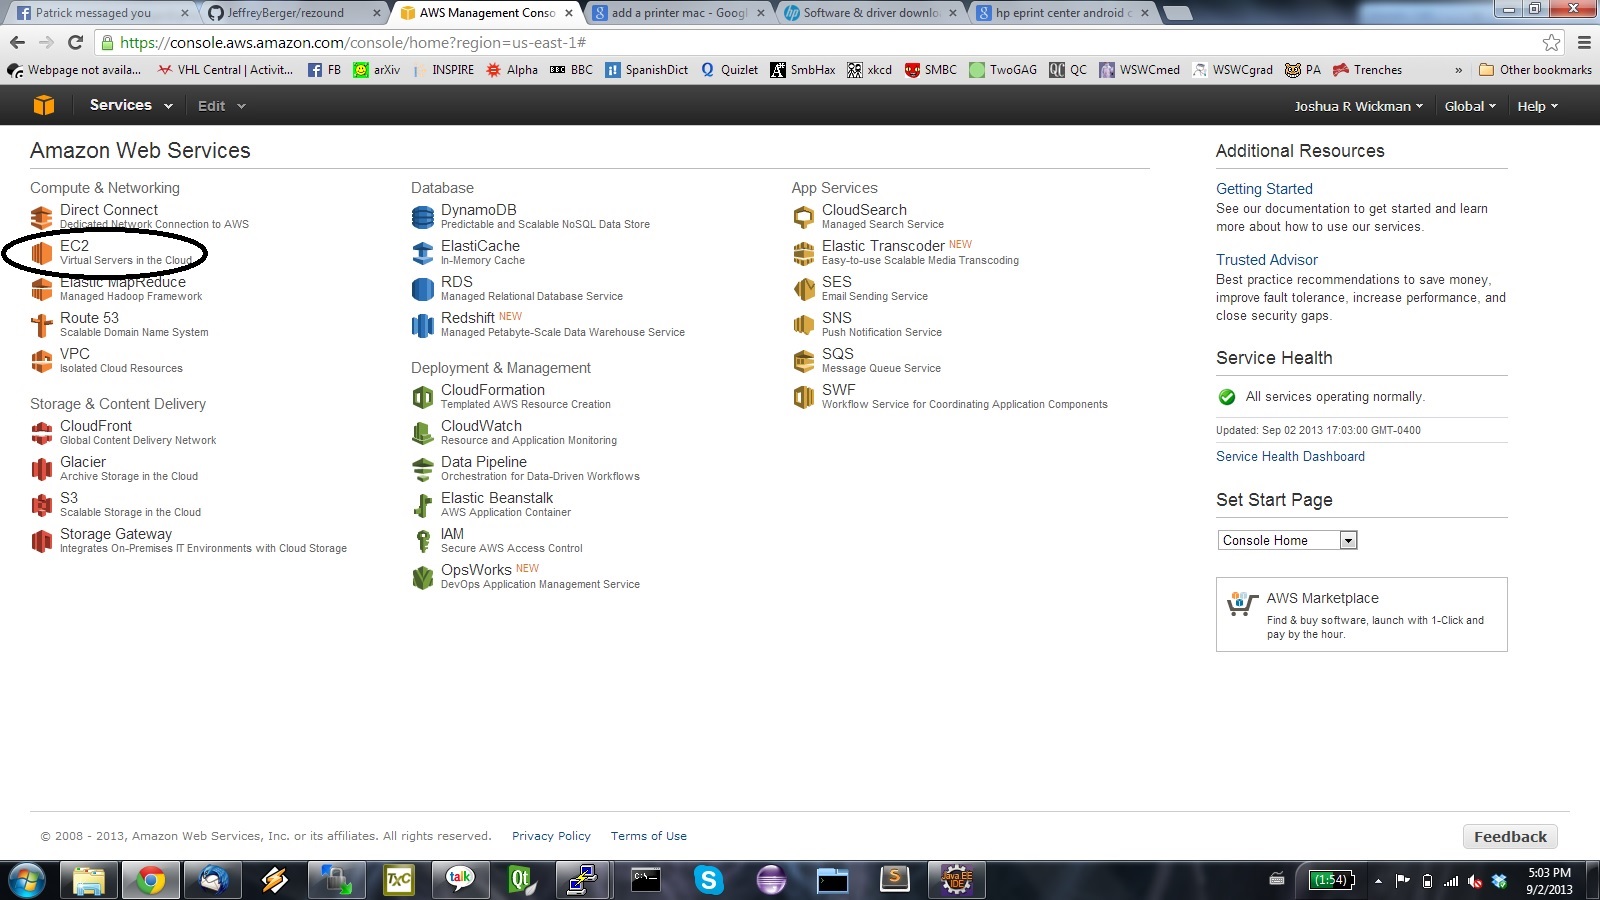 Patrick messaged you
JeffreyBerger/rezound
AWS Management Conso
add a printer mac - Goog
Software & driver downlo
hp eprint center android c
https://console.aws.amazon.com/console/home?region=us-east-1#
Webpage not availa...
VHL Central | Activit...
FB
arXiv
INSPIRE
Alpha
BBC
SpanishDict
Quizlet
SmbHax
xkcd
SMBC
TwoGAG
QC
WSWCmed
WSWCgrad
PA
Trenches
»
Other bookmarks
Services
Edit
Joshua R Wickman
Global
Help
Amazon Web Services
Compute & Networking
Direct Connect
Dedicated Network Connection to AWS
EC2
Virtual Servers in the Cloud
Elastic MapReduce
Managed Hadoop Framework
Route 53
Scalable Domain Name System
VPC
Isolated Cloud Resources
Storage & Content Delivery
CloudFront
Global Content Delivery Network
Glacier
Archive Storage in the Cloud
S3
Scalable Storage in the Cloud
Storage Gateway
Integrates On-Premises IT Environments with Cloud Storage
Database
DynamoDB
Predictable and Scalable NoSQL Data Store
ElastiCache
In-Memory Cache
RDS
Managed Relational Database Service
Redshift NEW
Managed Petabyte-Scale Data Warehouse Service
Deployment & Management
CloudFormation
Templated AWS Resource Creation
CloudWatch
Resource and Application Monitoring
Data Pipeline
Orchestration for Data-Driven Workflows
Elastic Beanstalk
AWS Application Container
IAM
Secure AWS Access Control
OpsWorks NEW
DevOps Application Management Service
App Services
CloudSearch
Managed Search Service
Elastic Transcoder NEW
Easy-to-use Scalable Media Transcoding
SES
Email Sending Service
SNS
Push Notification Service
SQS
Message Queue Service
SWF
Workflow Service for Coordinating Application Components
Additional Resources
Getting Started
See our documentation to get started and learn
more about how to use our services.
Trusted Advisor
Best practice recommendations to save money,
improve fault tolerance, increase performance, and
close security gaps.
Service Health
All services operating normally.
Updated: Sep 02 2013 17:03:00 GMT-0400
Service Health Dashboard
Set Start Page
Console Home
AWS Marketplace
Find & buy software, launch with 1-Click and
pay by the hour.
© 2008 - 2013, Amazon Web Services, Inc. or its affiliates. All rights reserved.
Privacy Policy
Terms of Use
Feedback
TXC
talk
Qt
C:\_
S
Java EE
IDE
(1:54)
5:03 PM
9/2/2013